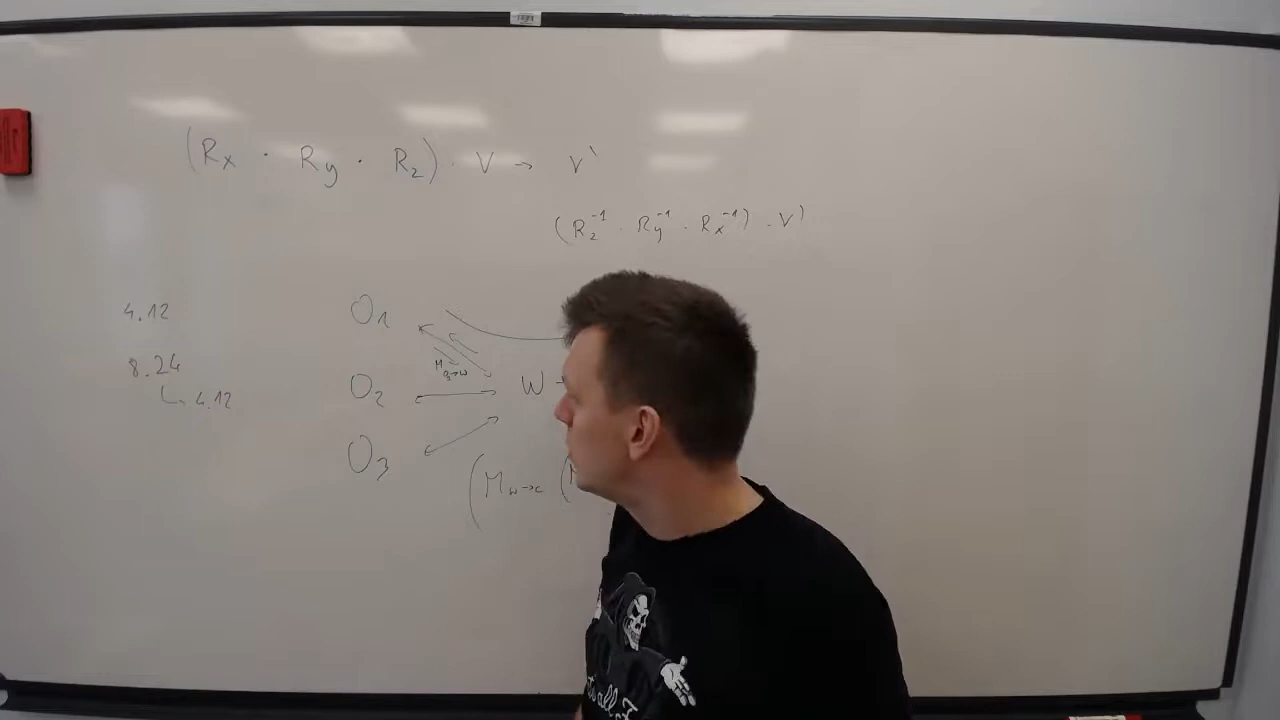 (Rx · Ry · Rz) · V → V`
(Rz⁻¹ · Ry⁻¹ · Rx⁻¹) · V)
4.12
8.24
↳ 4.12
O1
O2
O3
W
(M w→c (